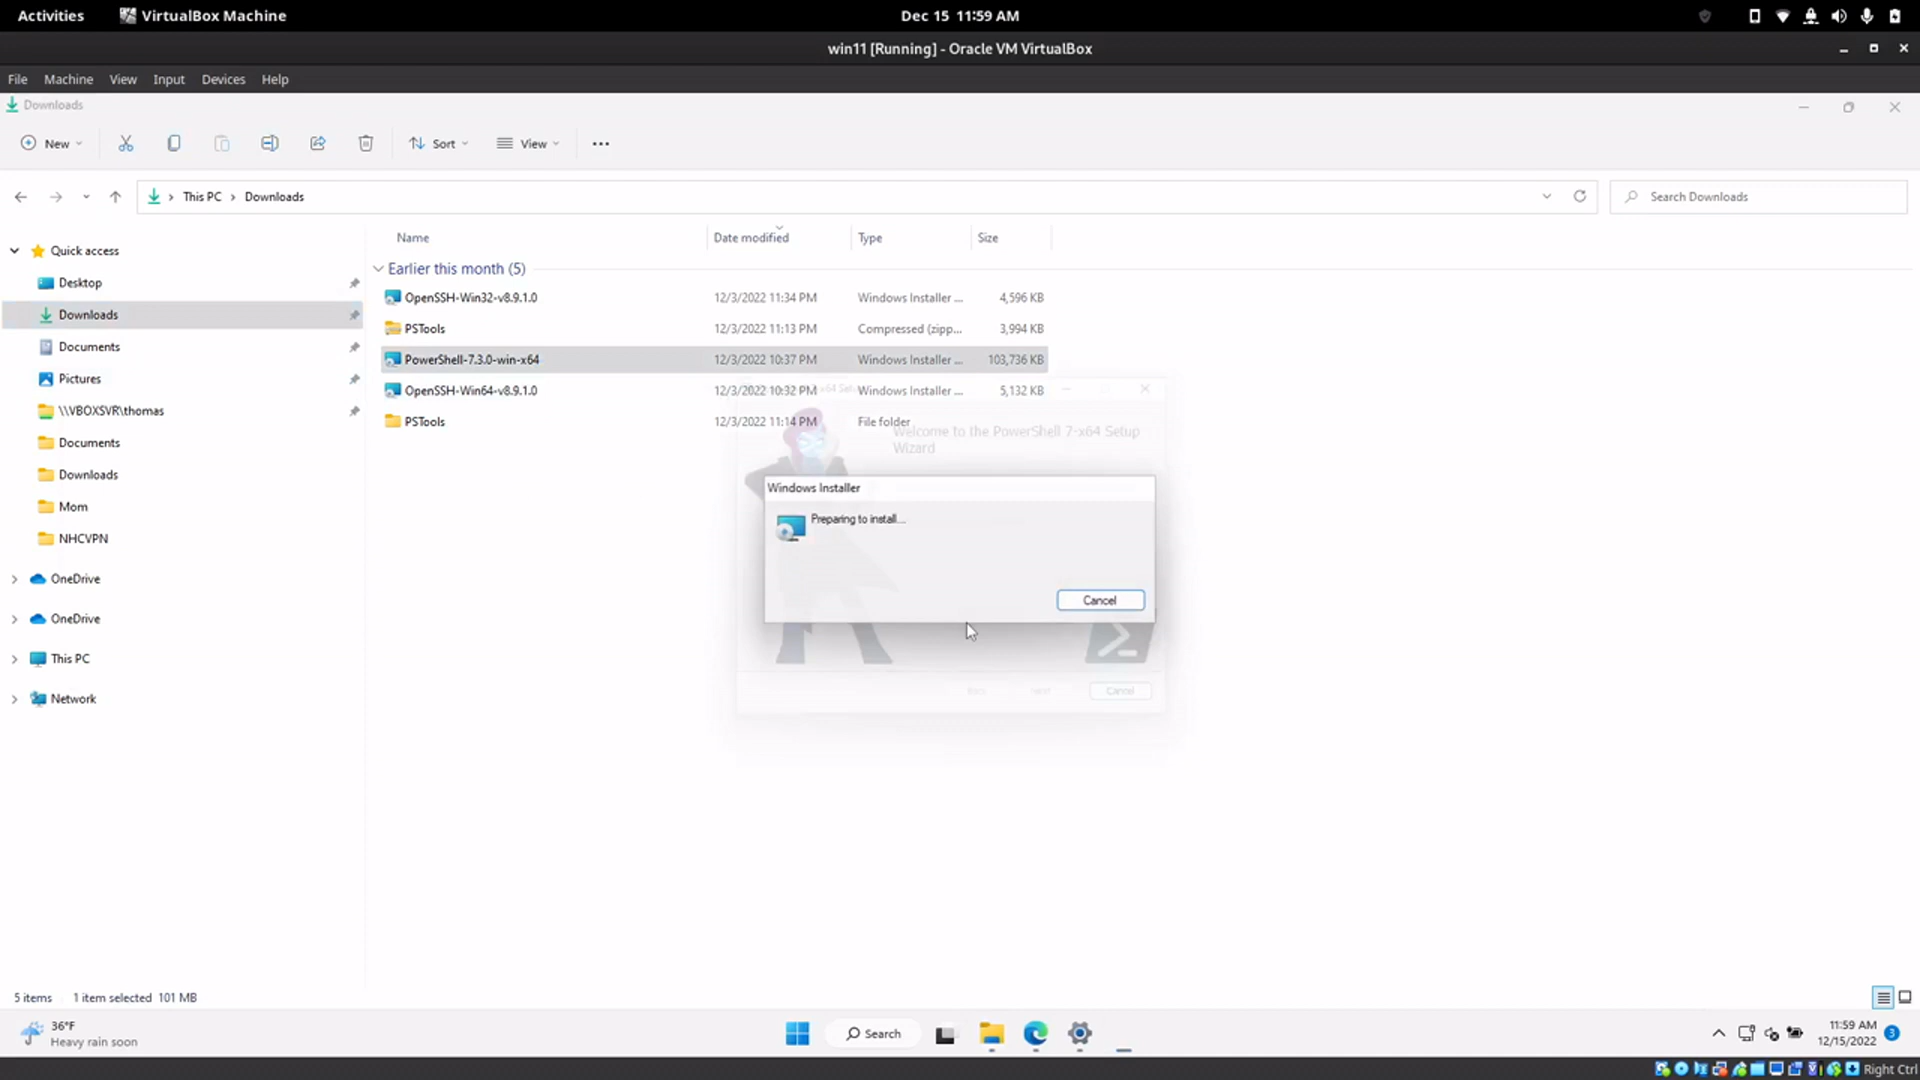 Activities VirtualBox Machine Dec 15 11:59 AM
win11 [Running] - Oracle VM VirtualBox
File Machine View Input Devices Help
Downloads
New Sort View
This PC Downloads Search Downloads
Name Date modified Type Size
Quick access
Earlier this month (5)
Desktop
OpenSSH-Win32-v8.9.1.0 12/3/2022 11:34 PM Windows Installer ... 4,596 KB
Downloads
PSTools 12/3/2022 11:13 PM Compressed (zipp... 3,994 KB
Documents
PowerShell-7.3.0-win-x64 12/3/2022 10:37 PM Windows Installer ... 103,736 KB
Pictures
OpenSSH-Win64-v8.9.1.0 12/3/2022 10:32 PM Windows Installer ... 5,132 KB
\\VBOXSVR\thomas
PSTools 12/3/2022 11:14 PM File folder
Welcome to the PowerShell 7-x64 Setup
Wizard
Documents
Downloads
Windows Installer
Mom
Preparing to install...
NHCVPN
OneDrive
Cancel
OneDrive
This PC
Back Next Cancel
Network
5 items 1 item selected 101 MB
36°F
Heavy rain soon
Search
11:59 AM
12/15/2022
3
Right Ctrl